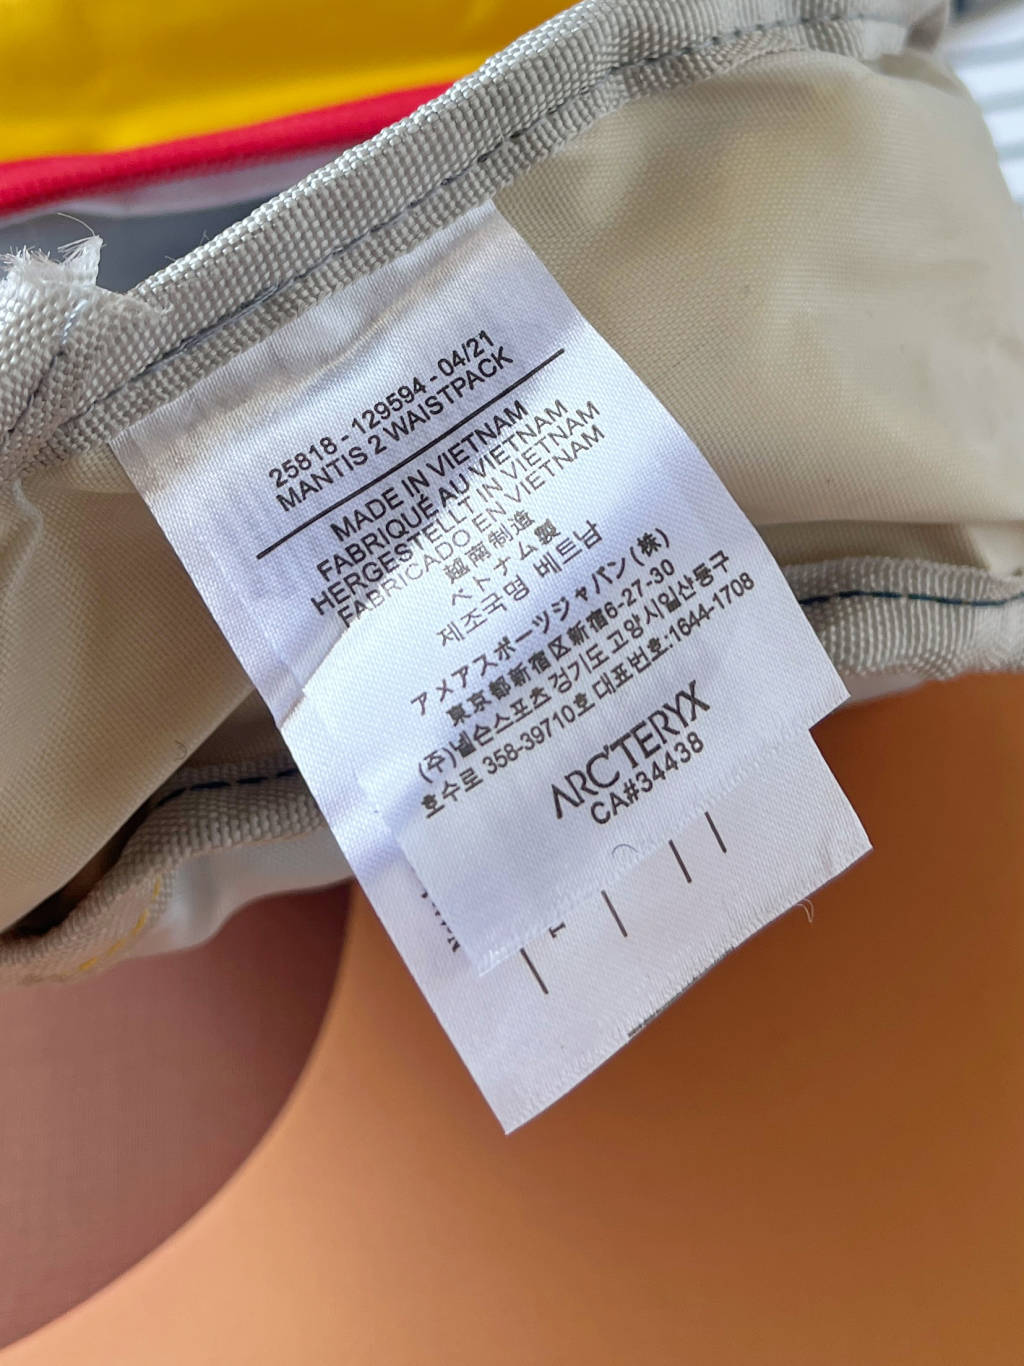 25818 - 129594 - 04/21
MANTIS 2 WAISTPACK
MADE IN VIETNAM
FABRIQUÉ AU VIETNAM
HERGESTELLT IN VIETNAM
FABRICADO EN VIETNAM
越南制造
ベトナム製
제조국명 베트남
アメアスポーツジャパン(株)
東京都新宿区新宿6-27-30
(주)넬슨스포츠 경기도 고양시일산동구
호수로 358-39710호 대표번호:1644-1708
ARC'TERYX
CA#34438